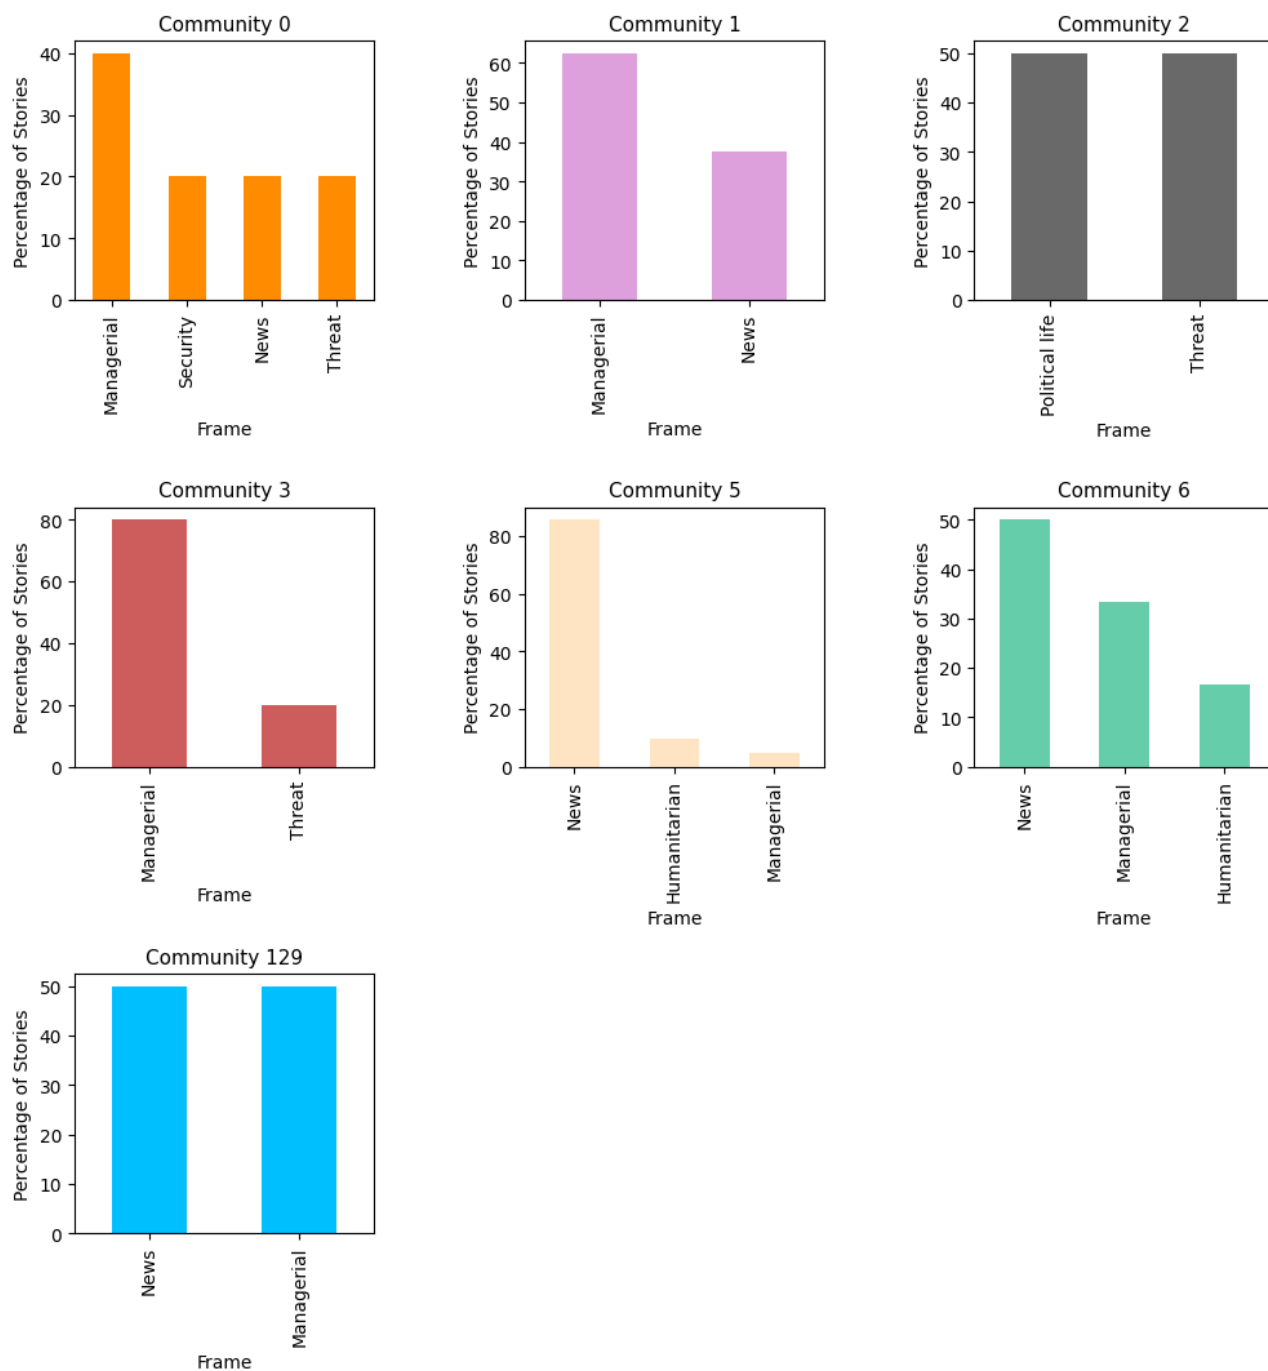 Community 0
Percentage of Stories
40
30
20
10
0
Managerial
Security
News
Threat
Frame
Community 1
Percentage of Stories
60
50
40
30
20
10
0
Managerial
News
Frame
Community 2
Percentage of Stories
50
40
30
20
10
0
Political life
Threat
Frame
Community 3
Percentage of Stories
80
60
40
20
0
Managerial
Threat
Frame
Community 5
Percentage of Stories
80
60
40
20
0
News
Humanitarian
Managerial
Frame
Community 6
Percentage of Stories
50
40
30
20
10
0
News
Managerial
Humanitarian
Frame
Community 129
Percentage of Stories
50
40
30
20
10
0
News
Managerial
Frame